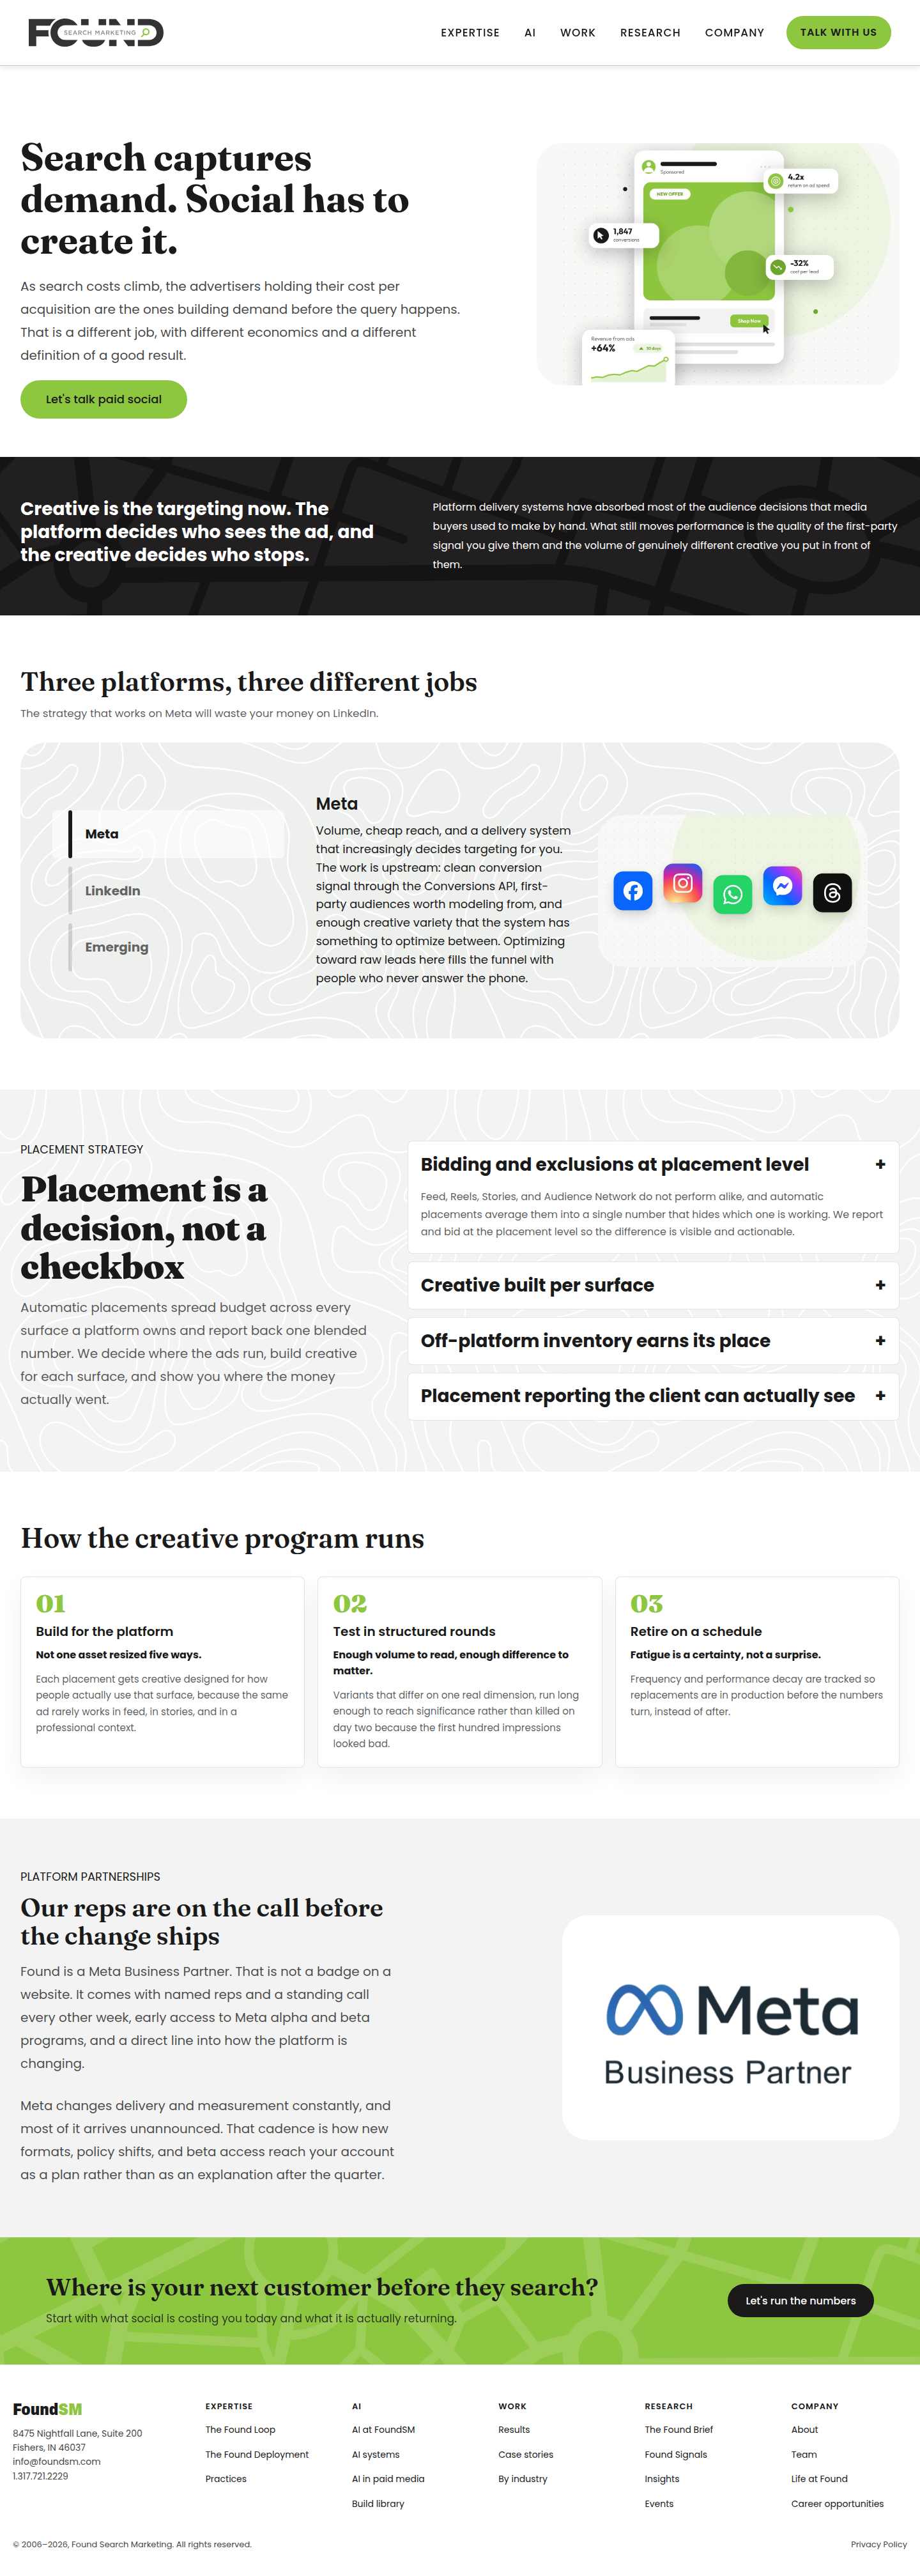 FOUND
SEARCH MARKETING
EXPERTISE
AI
WORK
RESEARCH
COMPANY
TALK WITH US
Search captures
demand. Social has to
create it.
As search costs climb, the advertisers holding their cost per
acquisition are the ones building demand before the query happens.
That is a different job, with different economics and a different
definition of a good result.
Let's talk paid social
Sponsored
NEW OFFER
4.2x
return on ad spend
1,847
conversions
-32%
cost per lead
Shop Now
Revenue from ads
+64%
30 days
Creative is the targeting now. The
platform decides who sees the ad, and
the creative decides who stops.
Platform delivery systems have absorbed most of the audience decisions that media
buyers used to make by hand. What still moves performance is the quality of the first-party
signal you give them and the volume of genuinely different creative you put in front of
them.
Three platforms, three different jobs
The strategy that works on Meta will waste your money on LinkedIn.
Meta
LinkedIn
Emerging
Meta
Volume, cheap reach, and a delivery system
that increasingly decides targeting for you.
The work is upstream: clean conversion
signal through the Conversions API, first-
party audiences worth modeling from, and
enough creative variety that the system has
something to optimize between. Optimizing
toward raw leads here fills the funnel with
people who never answer the phone.
PLACEMENT STRATEGY
Placement is a
decision, not a
checkbox
Automatic placements spread budget across every
surface a platform owns and report back one blended
number. We decide where the ads run, build creative
for each surface, and show you where the money
actually went.
Bidding and exclusions at placement level +
Feed, Reels, Stories, and Audience Network do not perform alike, and automatic
placements average them into a single number that hides which one is working. We report
and bid at the placement level so the difference is visible and actionable.
Creative built per surface +
Off-platform inventory earns its place +
Placement reporting the client can actually see +
How the creative program runs
01
Build for the platform
Not one asset resized five ways.
Each placement gets creative designed for how
people actually use that surface, because the same
ad rarely works in feed, in stories, and in a
professional context.
02
Test in structured rounds
Enough volume to read, enough difference to
matter.
Variants that differ on one real dimension, run long
enough to reach significance rather than killed on
day two because the first hundred impressions
looked bad.
03
Retire on a schedule
Fatigue is a certainty, not a surprise.
Frequency and performance decay are tracked so
replacements are in production before the numbers
turn, instead of after.
PLATFORM PARTNERSHIPS
Our reps are on the call before
the change ships
Found is a Meta Business Partner. That is not a badge on a
website. It comes with named reps and a standing call
every other week, early access to Meta alpha and beta
programs, and a direct line into how the platform is
changing.
Meta changes delivery and measurement constantly, and
most of it arrives unannounced. That cadence is how new
formats, policy shifts, and beta access reach your account
as a plan rather than as an explanation after the quarter.
Meta
Business Partner
Where is your next customer before they search?
Start with what social is costing you today and what it is actually returning.
Let's run the numbers
FoundSM
8475 Nightfall Lane, Suite 200
Fishers, IN 46037
info@foundsm.com
1.317.721.2229
EXPERTISE
The Found Loop
The Found Deployment
Practices
AI
AI at FoundSM
AI systems
AI in paid media
Build library
WORK
Results
Case stories
By industry
RESEARCH
The Found Brief
Found Signals
Insights
Events
COMPANY
About
Team
Life at Found
Career opportunities
© 2006–2026, Found Search Marketing. All rights reserved.
Privacy Policy